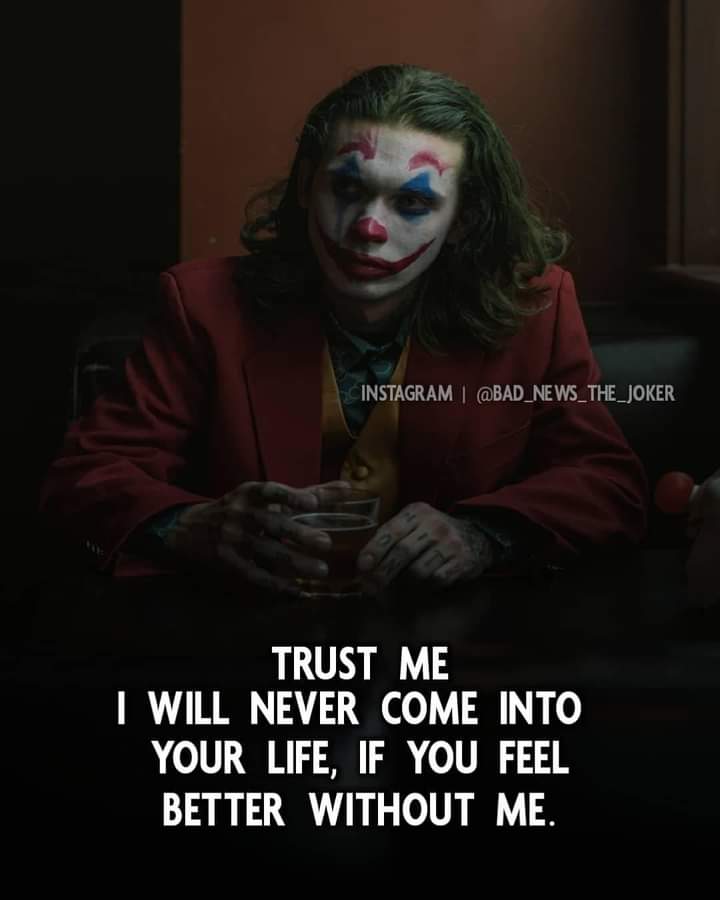 INSTAGRAM | @BAD_NEWS_THE_JOKER
TRUST ME
I WILL NEVER COME INTO
YOUR LIFE, IF YOU FEEL
BETTER WITHOUT ME.